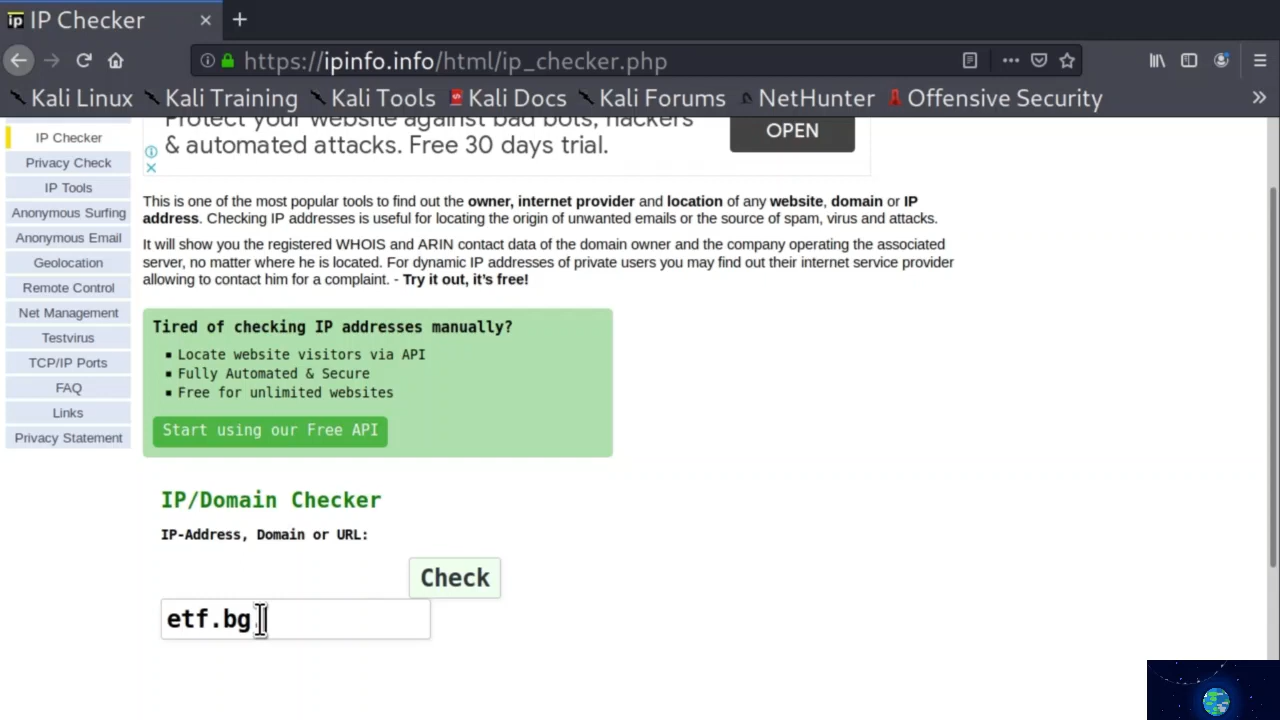 IP Checker
https://ipinfo.info/html/ip_checker.php
Kali Linux Kali Training Kali Tools Kali Docs Kali Forums NetHunter Offensive Security
Protect your website against bad bots, hackers
& automated attacks. Free 30 days trial.
OPEN
IP Checker
Privacy Check
IP Tools
Anonymous Surfing
Anonymous Email
Geolocation
Remote Control
Net Management
Testvirus
TCP/IP Ports
FAQ
Links
Privacy Statement
This is one of the most popular tools to find out the owner, internet provider and location of any website, domain or IP
address. Checking IP addresses is useful for locating the origin of unwanted emails or the source of spam, virus and attacks.
It will show you the registered WHOIS and ARIN contact data of the domain owner and the company operating the associated
server, no matter where he is located. For dynamic IP addresses of private users you may find out their internet service provider
allowing to contact him for a complaint. - Try it out, it's free!
Tired of checking IP addresses manually?
Locate website visitors via API
Fully Automated & Secure
Free for unlimited websites
Start using our Free API
IP/Domain Checker
IP-Address, Domain or URL:
Check
etf.bg